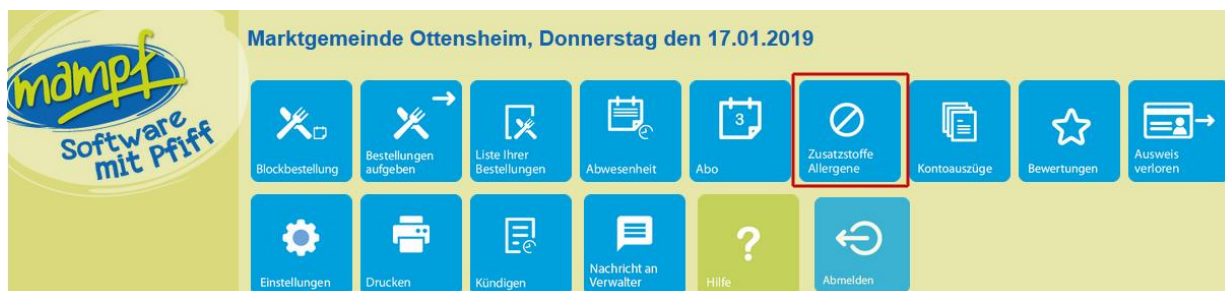 mampf
Software
mit Pfiff
Marktgemeinde Ottensheim, Donnerstag den 17.01.2019
Blockbestellung
Bestellungen
aufgeben
Liste Ihrer
Bestellungen
Abwesenheit
3
Abo
Zusatzstoffe
Allergene
Kontoauszüge
Bewertungen
Ausweis
verloren
Einstellungen
Drucken
Kündigen
Nachricht an
Verwalter
?
Hilfe
Abmelden